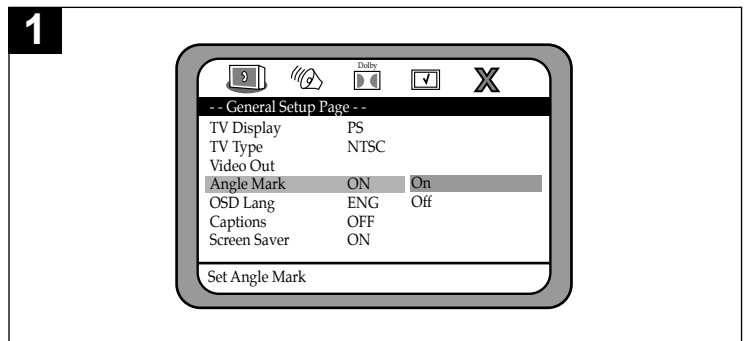 1
Dolby
- - General Setup Page - -
TV Display PS
TV Type NTSC
Video Out
Angle Mark ON On
OSD Lang ENG Off
Captions OFF
Screen Saver ON
Set Angle Mark